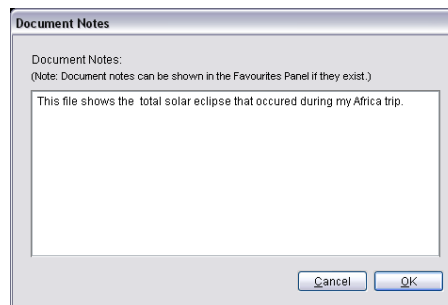 Document Notes
Document Notes:
(Note: Document notes can be shown in the Favourites Panel if they exist.)
This file shows the  total solar eclipse that occured during my Africa trip.
Cancel
OK